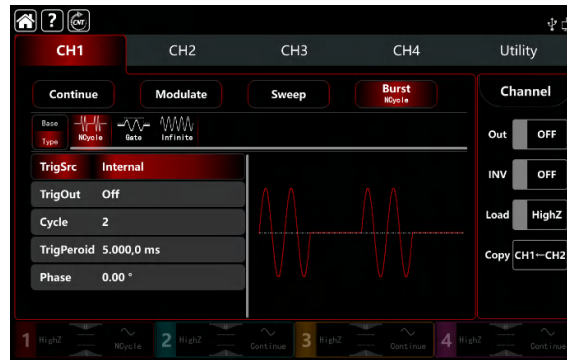 ? CNT
CH1 CH2 CH3 CH4 Utility
Continue Modulate Sweep Burst NCycle Channel
Base Type NCycle Gate Infinite
Out OFF
TrigSrc Internal
INV OFF
TrigOut Off
Load HighZ
Cycle 2
TrigPeroid 5.000,0 ms
Copy CH1←CH2
Phase 0.00 °
1 HighZ NCycle 2 HighZ Continue 3 HighZ Continue 4 HighZ Continue